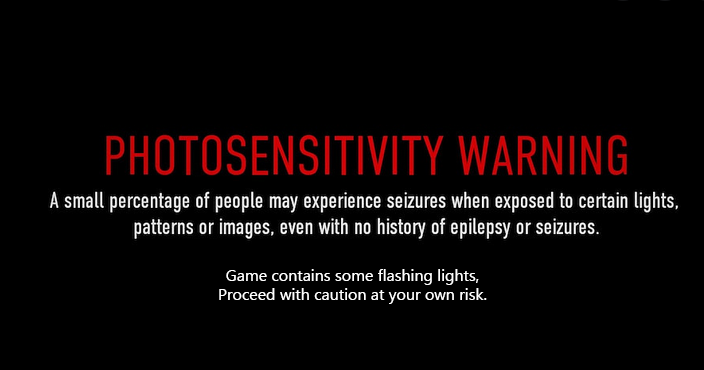 PHOTOSENSITIVITY WARNING
A small percentage of people may experience seizures when exposed to certain lights,
patterns or images, even with no history of epilepsy or seizures.
Game contains some flashing lights,
Proceed with caution at your own risk.